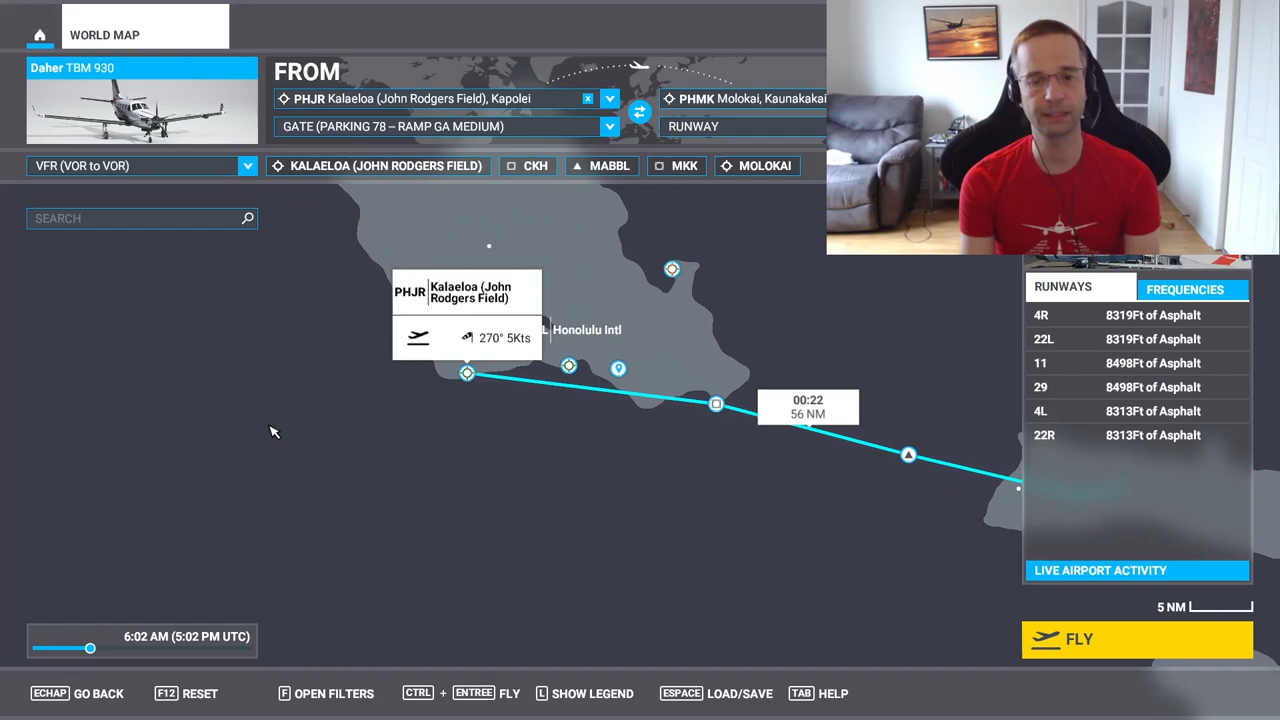 WORLD MAP
Daher TBM 930
FROM
PHJR Kalaeloa (John Rodgers Field), Kapolei
x
PHMK Molokai, Kaunakakai
GATE (PARKING 78 – RAMP GA MEDIUM)
RUNWAY
VFR (VOR to VOR)
KALAELOA (JOHN RODGERS FIELD)
CKH
MABBL
MKK
MOLOKAI
SEARCH
PHJR
Kalaeloa (John
Rodgers Field)
270° 5Kts
L Honolulu Intl
00:22
56 NM
RUNWAYS
FREQUENCIES
4R 8319Ft of Asphalt
22L 8319Ft of Asphalt
11 8498Ft of Asphalt
29 8498Ft of Asphalt
4L 8313Ft of Asphalt
22R 8313Ft of Asphalt
LIVE AIRPORT ACTIVITY
5 NM
6:02 AM (5:02 PM UTC)
FLY
ECHAP GO BACK
F12 RESET
F OPEN FILTERS
CTRL + ENTREE FLY
L SHOW LEGEND
ESPACE LOAD/SAVE
TAB HELP